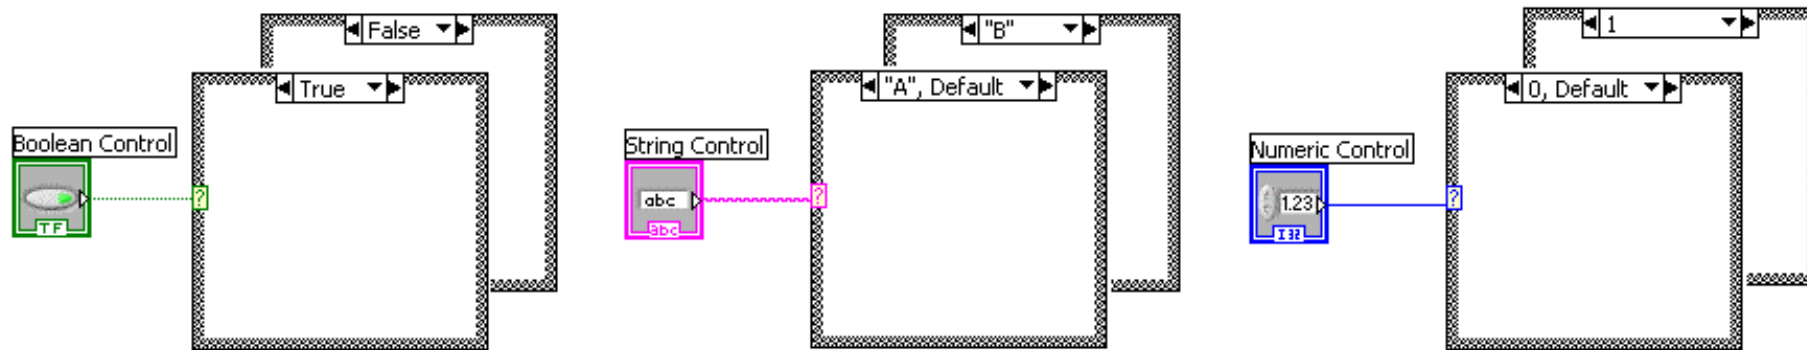 False
True
Boolean Control
?
TF
"B"
"A", Default
String Control
abc
?
abc
1
0, Default
Numeric Control
1.23
?
I32